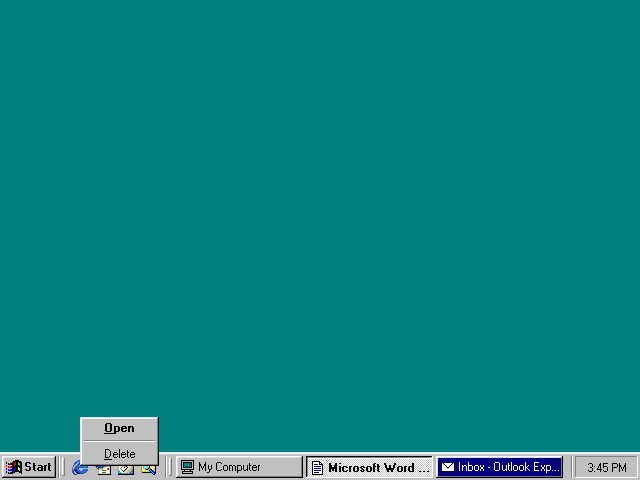 Open
Delete
Start
My Computer
Microsoft Word ...
Inbox - Outlook Exp...
3:45 PM